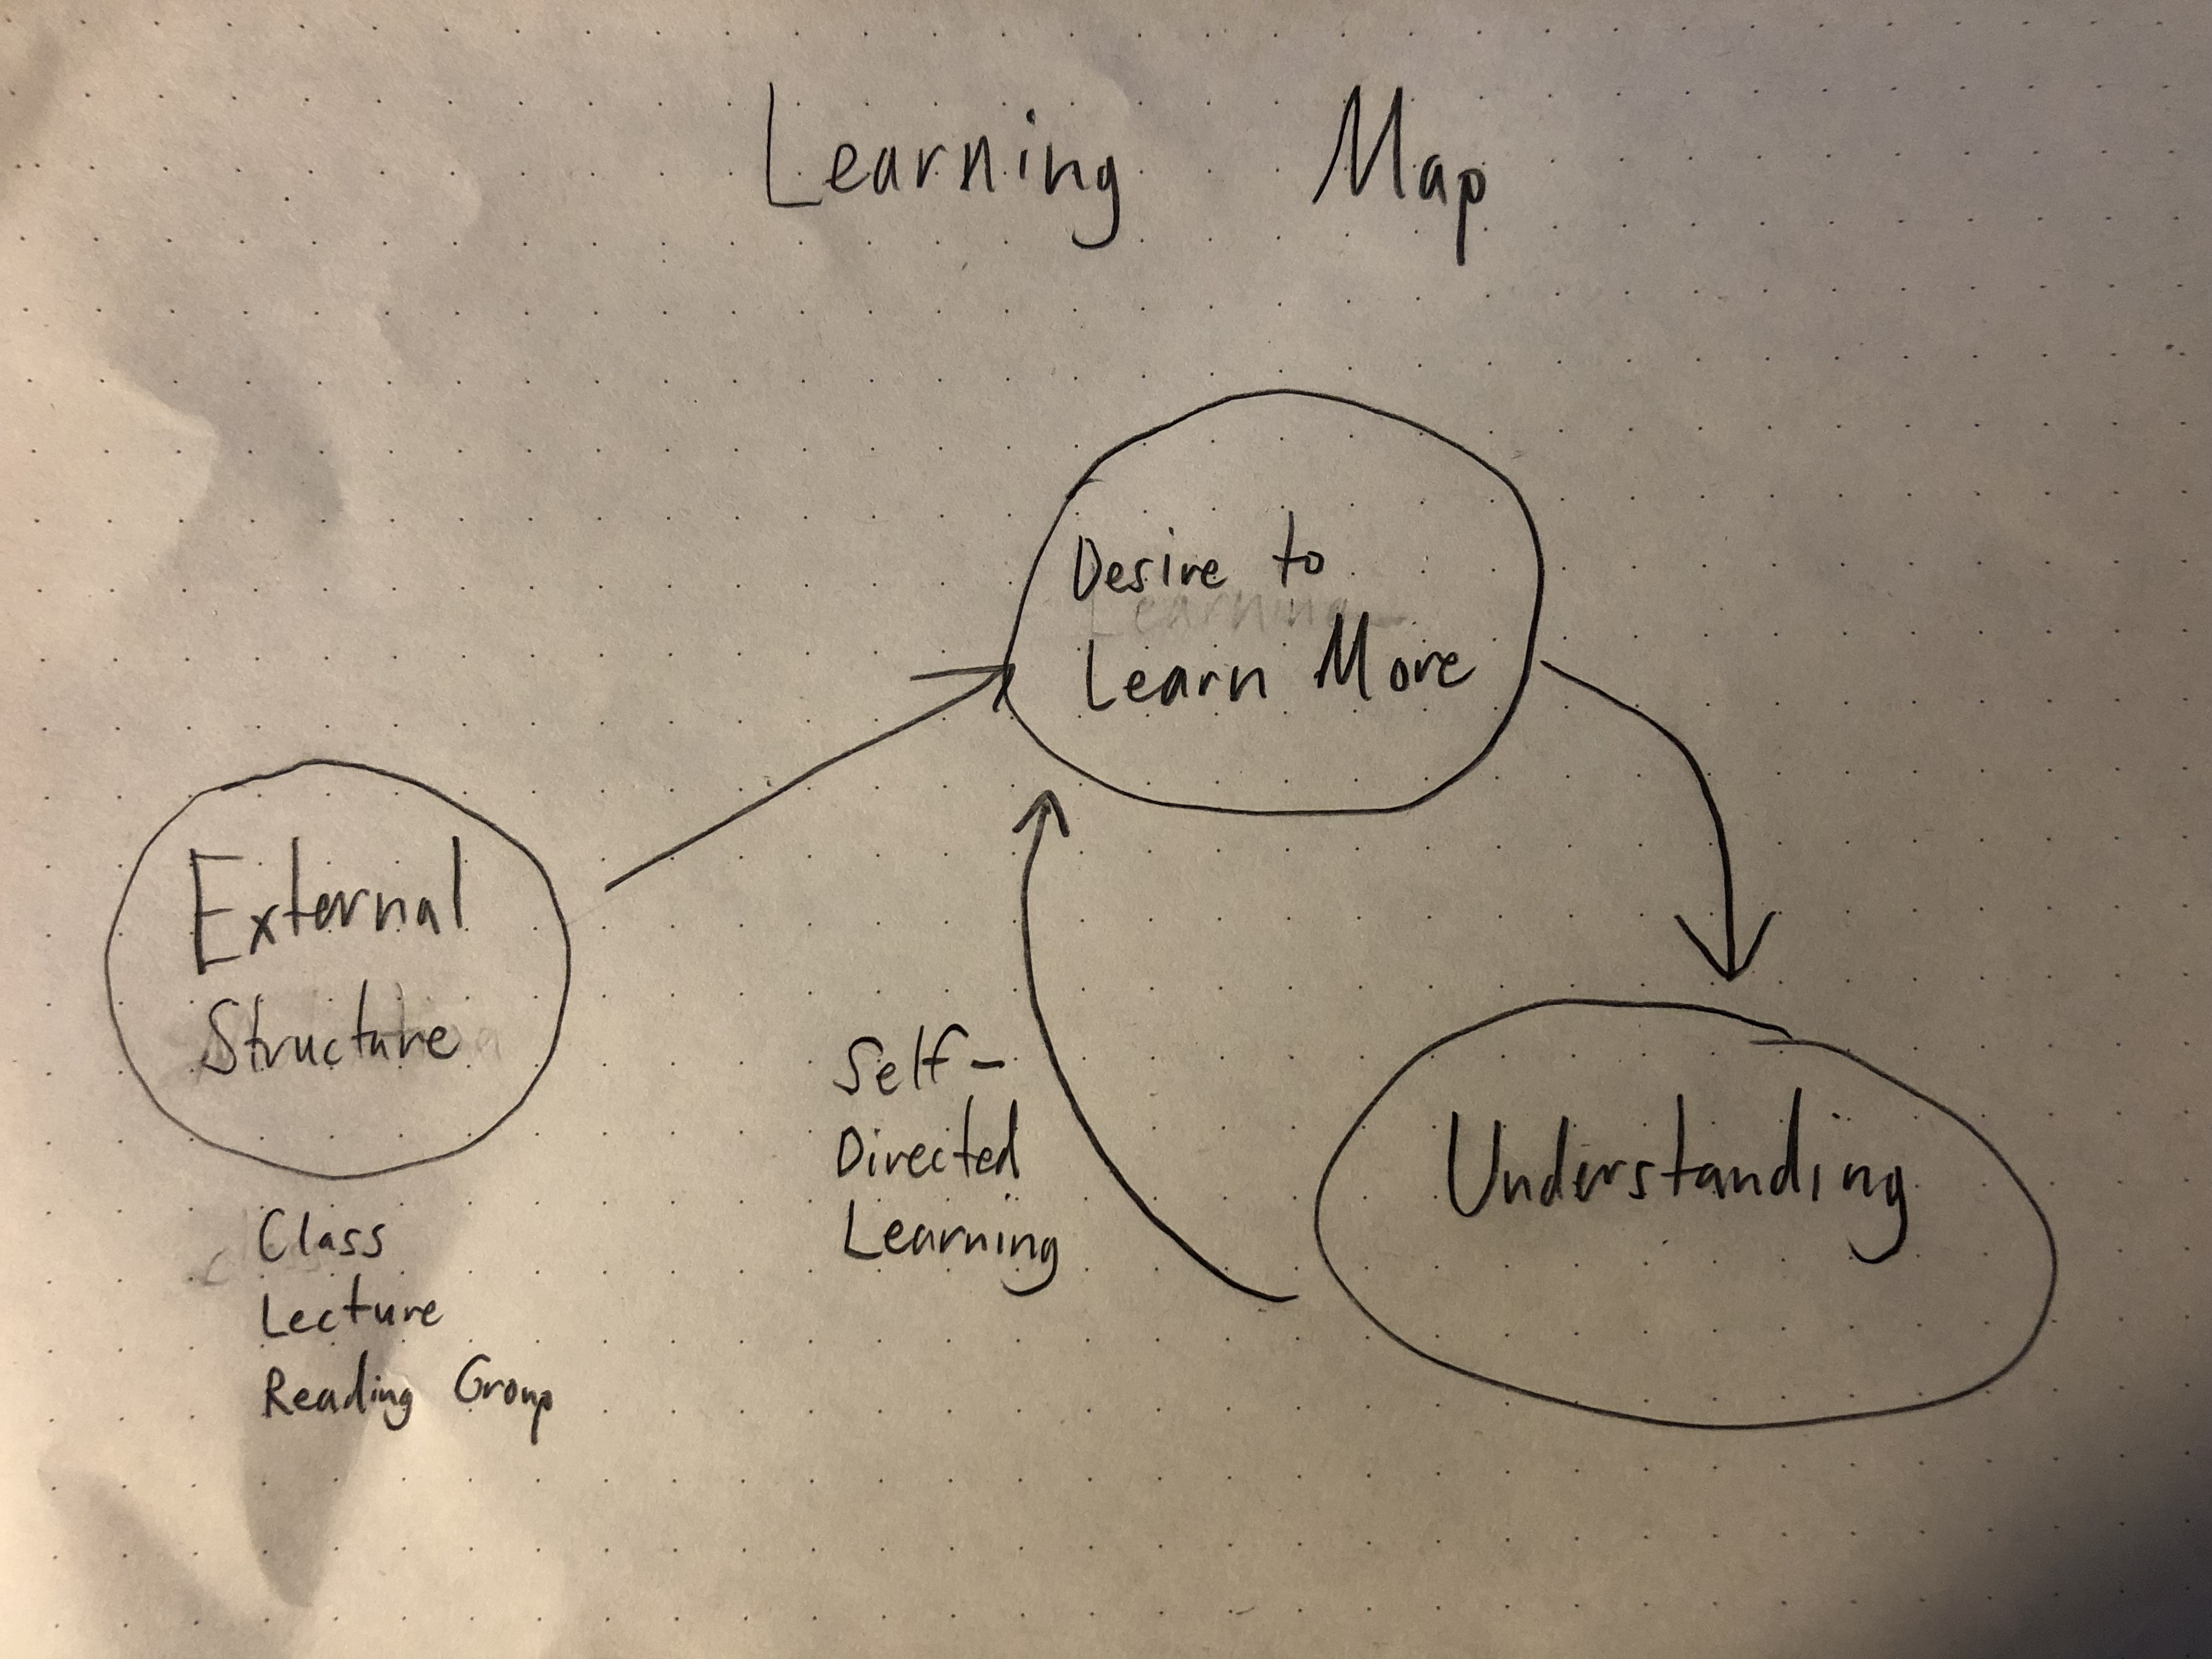 Learning Map
Desire to
Learn More
External
Structure
Self-
Directed
Learning
Understanding
Class
Lecture
Reading Group